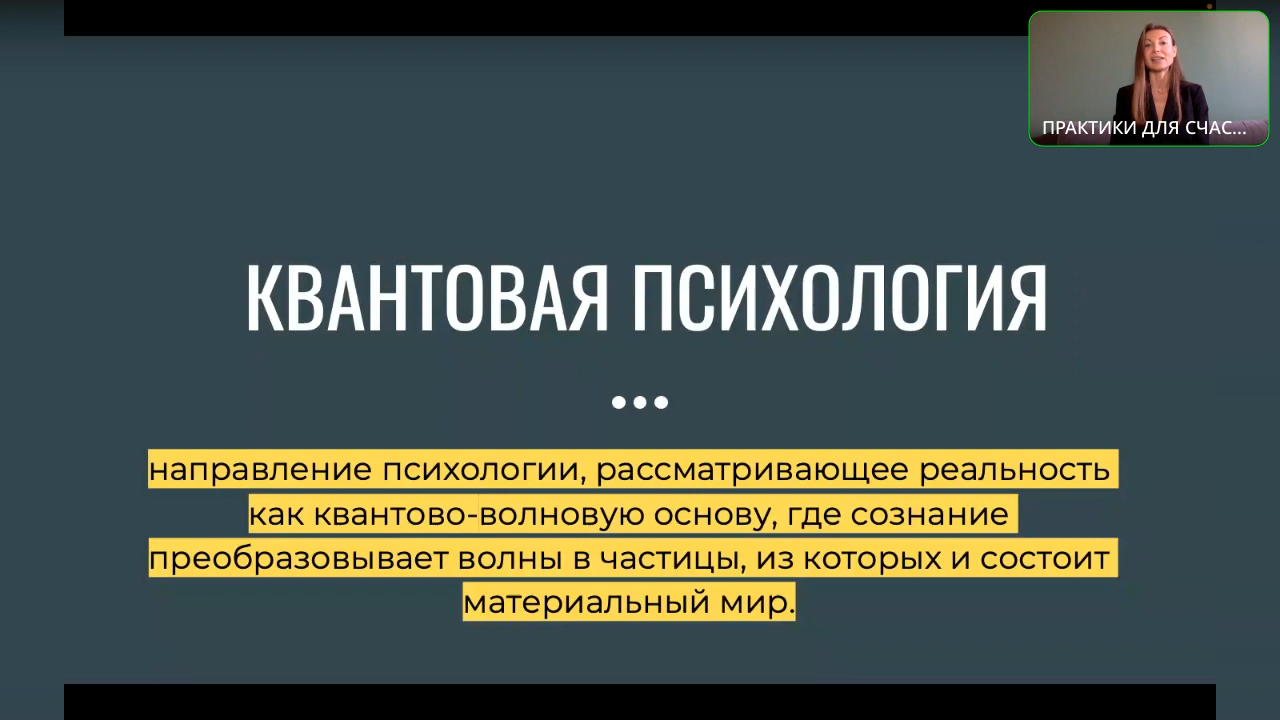 ПРАКТИКИ ДЛЯ СЧАС...
КВАНТОВАЯ ПСИХОЛОГИЯ
направление психологии, рассматривающее реальность
как квантово-волновую основу, где сознание
преобразовывает волны в частицы, из которых и состоит
материальный мир.